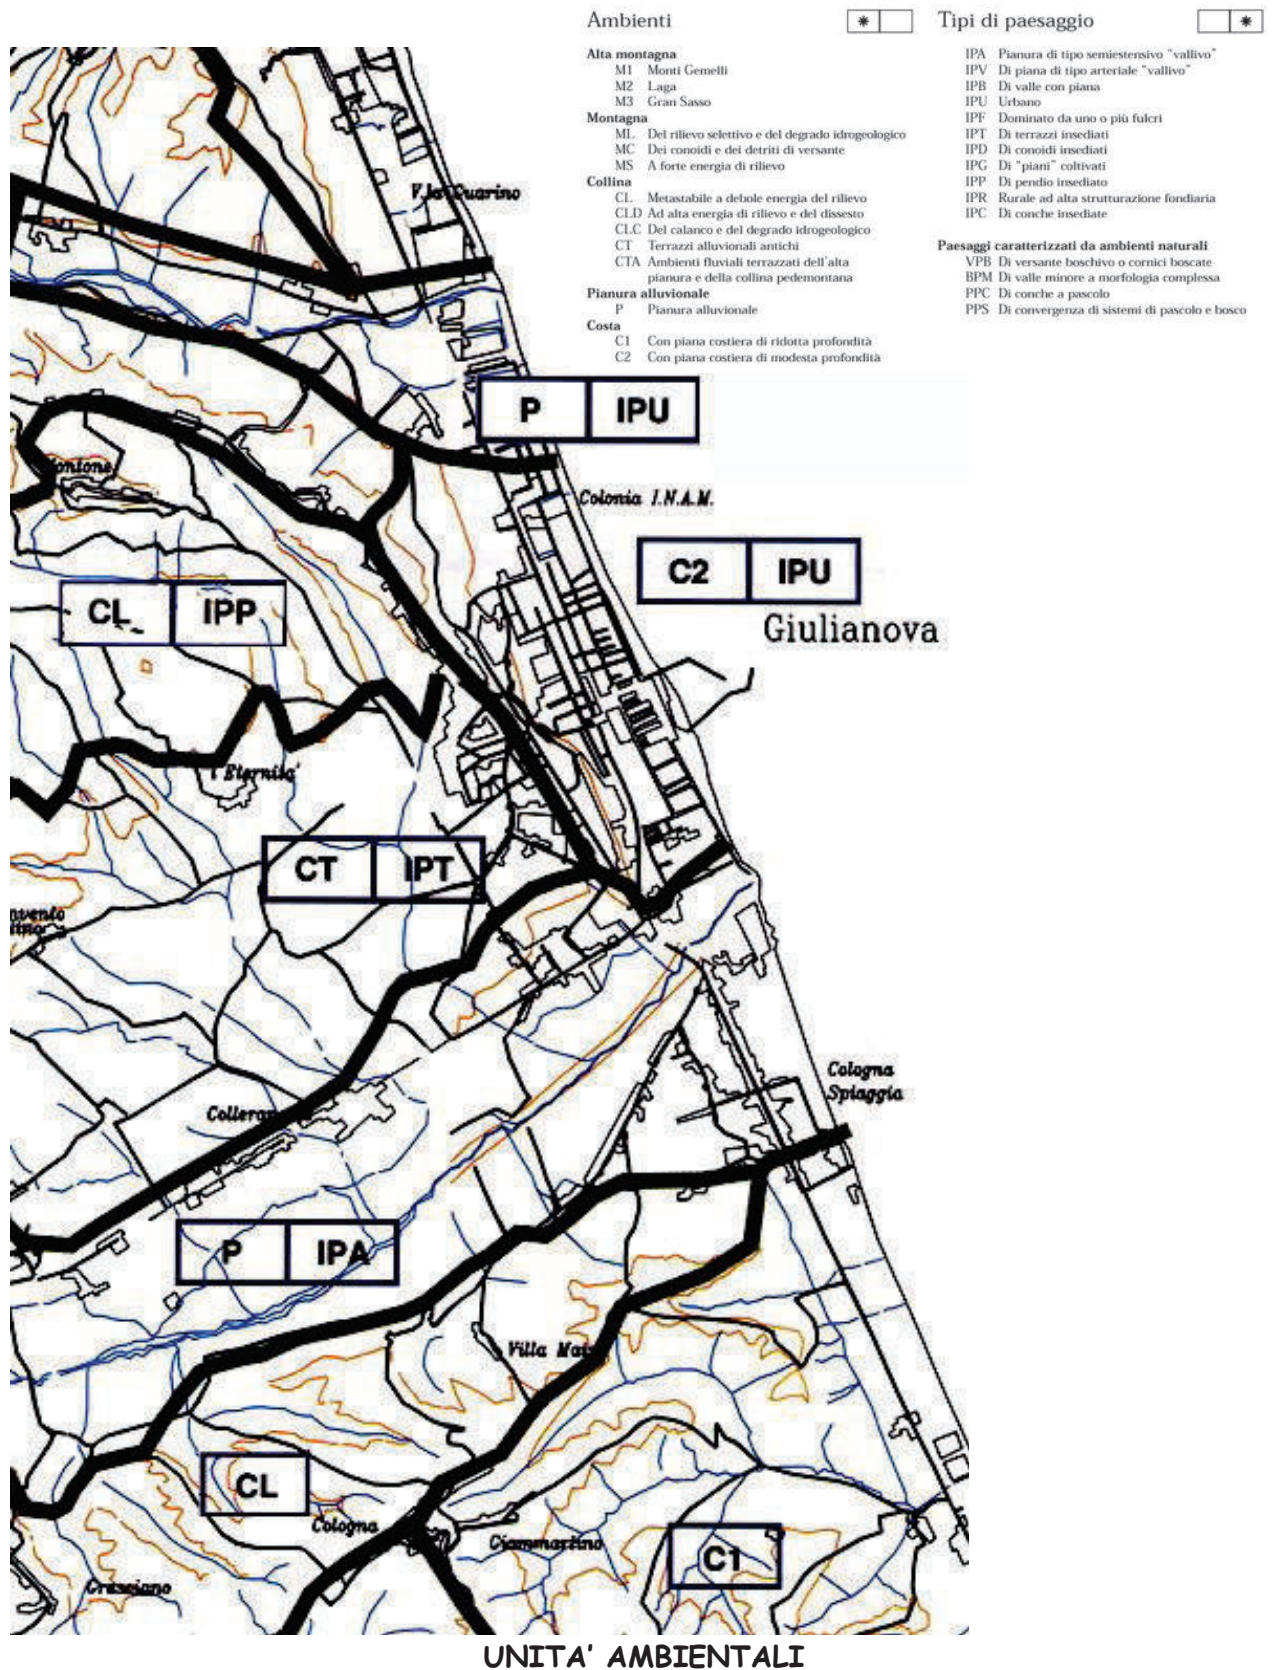 Ambienti
*
Alta montagna
M1 Monti Gemelli
M2 Laga
M3 Gran Sasso
Montagna
ML Del rilievo selettivo e del degrado idrogeologico
MC Dei conoidi e dei detriti di versante
MS A forte energia di rilievo
Collina
CL Metastabile a debole energia del rilievo
CLD Ad alta energia di rilievo e del dissesto
CLC Del calanco e del degrado idrogeologico
CT Terrazzi alluvionali antichi
CTA Ambienti fluviali terrazzati dell'alta
pianura e della collina pedemontana
Pianura alluvionale
P Pianura alluvionale
Costa
C1 Con piana costiera di ridotta profondità
C2 Con piana costiera di modesta profondità
Tipi di paesaggio
*
IPA Pianura di tipo semiestensivo "vallivo"
IPV Di piana di tipo arteriale "vallivo"
IPB Di valle con piana
IPU Urbano
IPF Dominato da uno o più fulcri
IPT Di terrazzi insediati
IPD Di conoidi insediati
IPG Di "piani" coltivati
IPP Di pendio insediato
IPR Rurale ad alta strutturazione fondiaria
IPC Di conche insediate
Paesaggi caratterizzati da ambienti naturali
VPB Di versante boschivo o cornici boscate
BPM Di valle minore a morfologia complessa
PPC Di conche a pascolo
PPS Di convergenza di sistemi di pascolo e bosco
V.la Guarino
P IPU
Colonia I.N.A.M.
C2 IPU
CL IPP
Giulianova
l'Eternita'
CT IPT
Cologna
Spiaggia
P IPA
CL
Cologna
Ciammartino
C1
UNITA' AMBIENTALI